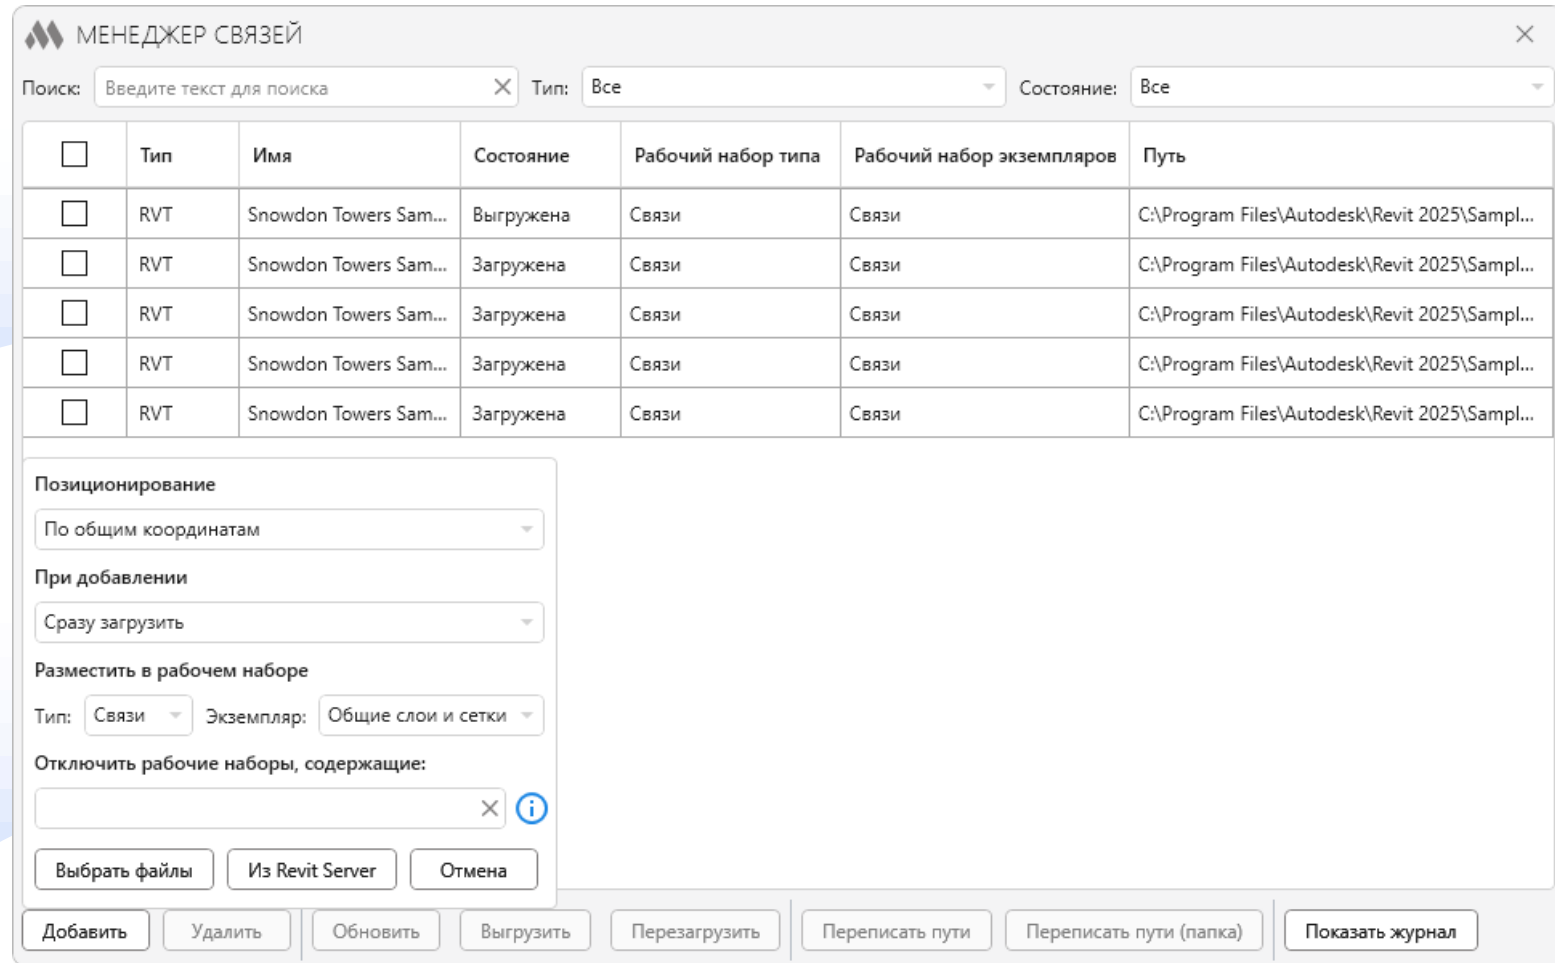 МЕНЕДЖЕР СВЯЗЕЙ
Поиск: Введите текст для поиска Тип: Все Состояние: Все
Тип Имя Состояние Рабочий набор типа Рабочий набор экземпляров Путь
RVT Snowdon Towers Sam... Выгружена Связи Связи C:\Program Files\Autodesk\Revit 2025\Sampl...
RVT Snowdon Towers Sam... Загружена Связи Связи C:\Program Files\Autodesk\Revit 2025\Sampl...
RVT Snowdon Towers Sam... Загружена Связи Связи C:\Program Files\Autodesk\Revit 2025\Sampl...
RVT Snowdon Towers Sam... Загружена Связи Связи C:\Program Files\Autodesk\Revit 2025\Sampl...
RVT Snowdon Towers Sam... Загружена Связи Связи C:\Program Files\Autodesk\Revit 2025\Sampl...
Позиционирование
По общим координатам
При добавлении
Сразу загрузить
Разместить в рабочем наборе
Тип: Связи Экземпляр: Общие слои и сетки
Отключить рабочие наборы, содержащие:
Выбрать файлы Из Revit Server Отмена
Добавить Удалить Обновить Выгрузить Перезагрузить Переписать пути Переписать пути (папка) Показать журнал